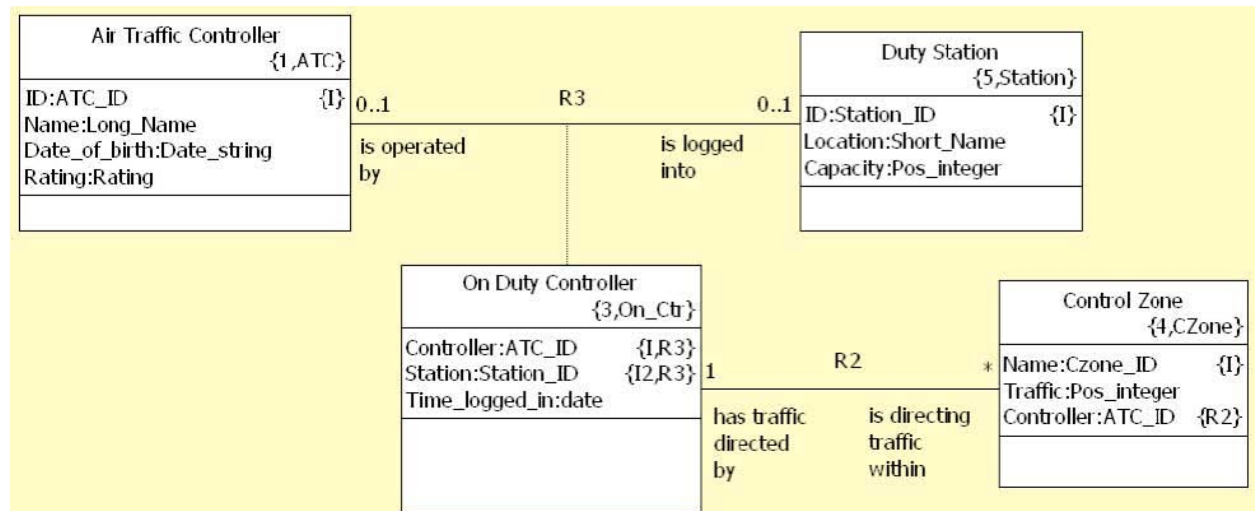 Air Traffic Controller
{1,ATC}
ID:ATC_ID {I}
Name:Long_Name
Date_of_birth:Date_string
Rating:Rating
0..1 R3 0..1
is operated
by
is logged
into
Duty Station
{5,Station}
ID:Station_ID {I}
Location:Short_Name
Capacity:Pos_integer
On Duty Controller
{3,On_Ctr}
Controller:ATC_ID {I,R3}
Station:Station_ID {I2,R3}
Time_logged_in:date
1 R2 *
has traffic
directed
by
is directing
traffic
within
Control Zone
{4,CZone}
Name:Czone_ID {I}
Traffic:Pos_integer
Controller:ATC_ID {R2}